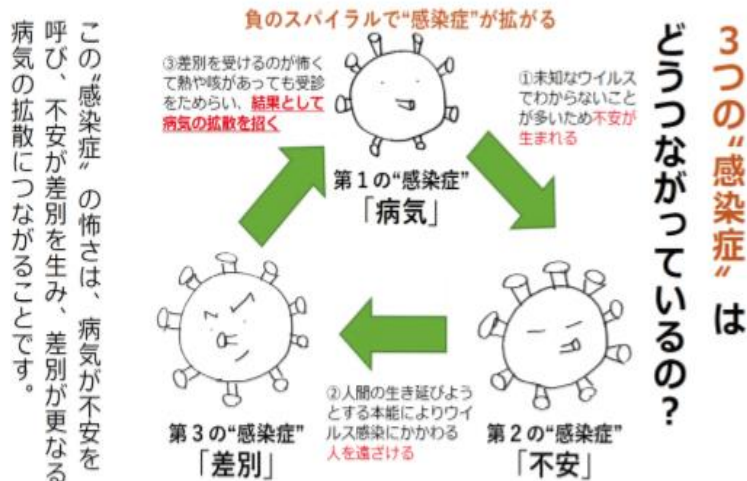 3つの“感染症”は
どうつながっているの?
負のスパイラルで“感染症”が拡がる
第1の“感染症”
「病気」
①未知なウイルス
でわからないこと
が多いため不安が
生まれる
第2の“感染症”
「不安」
②人間の生き延びよう
とする本能によりウイ
ルス感染にかかわる
人を遠ざける
第3の“感染症”
「差別」
③差別を受けるのが怖く
て熱や咳があっても受診
をためらい、結果として
病気の拡散を招く
この“感染症”の怖さは、病気が不安を
呼び、不安が差別を生み、差別が更なる
病気の拡散につながることです。